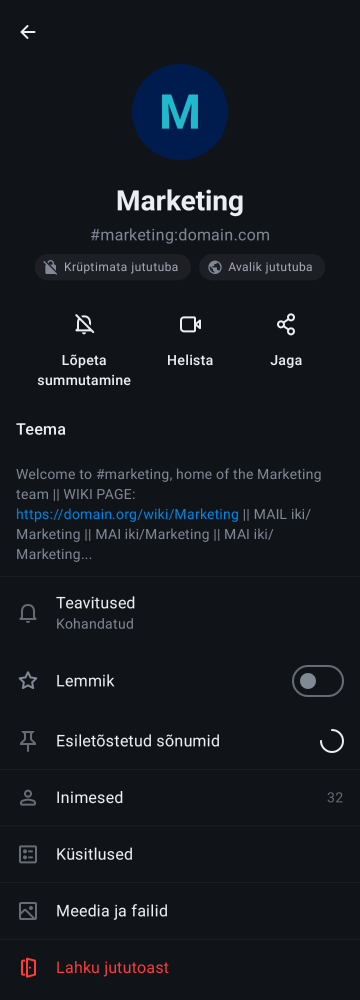 M
Marketing
#marketing:domain.com
Krüptimata jututuba
Avalik jututuba
Lõpeta
summutamine
Helista
Jaga
Teema
Welcome to #marketing, home of the Marketing
team || WIKI PAGE:
https://domain.org/wiki/Marketing || MAIL iki/
Marketing || MAI iki/Marketing || MAI iki/
Marketing...
Teavitused
Kohandatud
Lemmik
Esiletõstetud sõnumid
Inimesed
32
Küsitlused
Meedia ja failid
Lahku jututoast